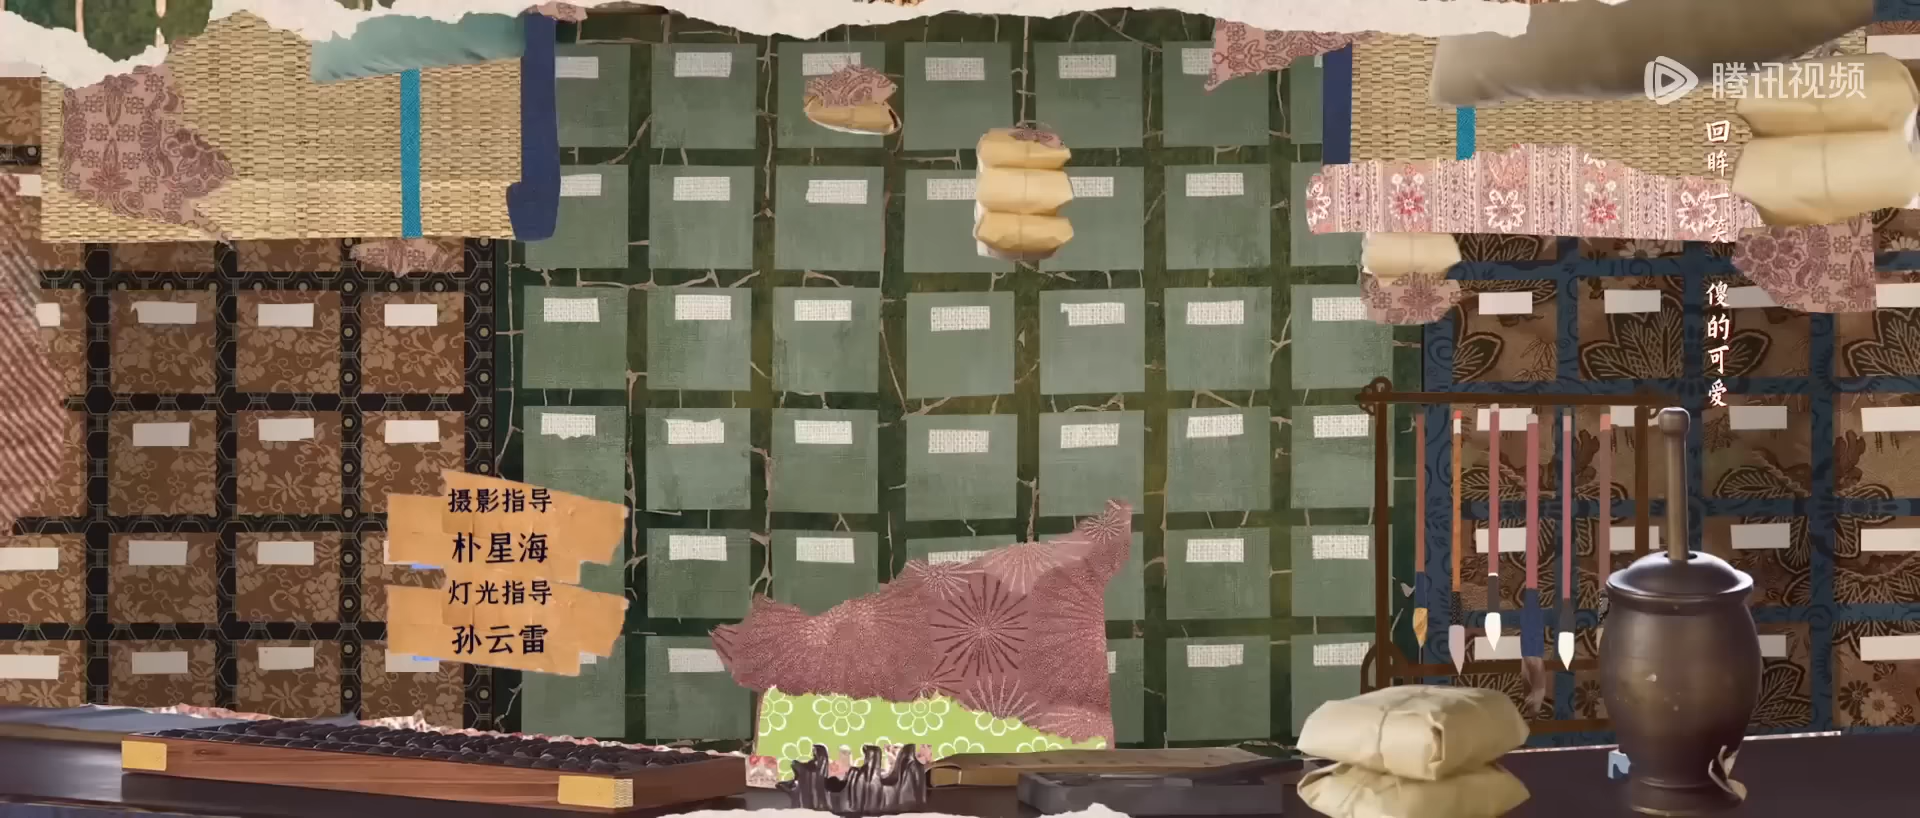 腾讯视频
回眸一笑 傻的可爱
摄影指导
朴星海
灯光指导
孙云雷